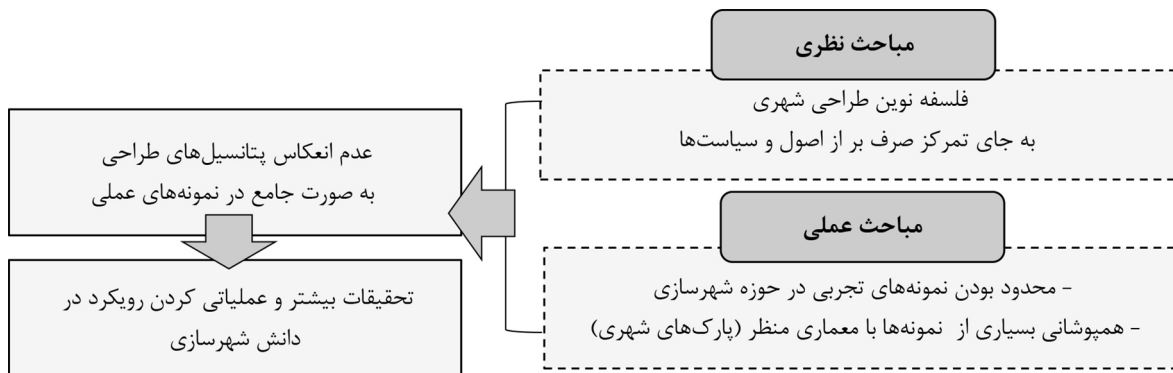 مباحث نظری
فلسفه نوین طراحی شهری
به جای تمرکز صرف بر از اصول و سیاست‌ها
مباحث عملی
- محدود بودن نمونه‌های تجربی در حوزه شهرسازی
- همپوشانی بسیاری از نمونه‌ها با معماری منظر (پارک‌های شهری)
عدم انعکاس پتانسیل‌های طراحی
به صورت جامع در نمونه‌های عملی
تحقیقات بیشتر و عملیاتی کردن رویکرد در
دانش شهرسازی